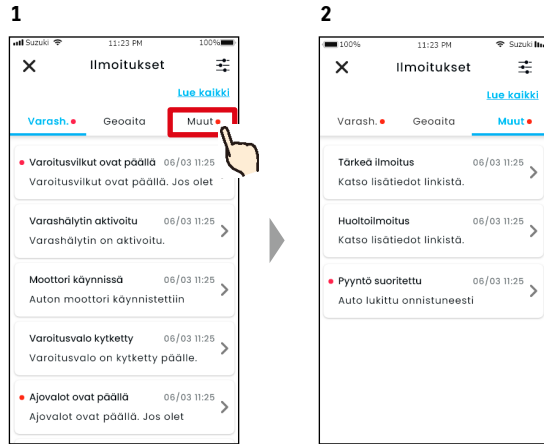 1
Suzuki 11:23 PM 100%
Ilmoitukset
Lue kaikki
Varash. Geoaita Muut
Varoitusvilkut ovat päällä 06/03 11:25
Varoitusvilkut ovat päällä. Jos olet
Varashälytin aktivoitu 06/03 11:25
Varashälytin on aktivoitu.
Moottori käynnissä 06/03 11:25
Auton moottori käynnistettiin
Varoitusvalo kytketty 06/03 11:25
Varoitusvalo on kytketty päälle.
Ajovalot ovat päällä 06/03 11:25
Ajovalot ovat päällä. Jos olet
2
100% 11:23 PM Suzuki
Ilmoitukset
Lue kaikki
Varash. Geoaita Muut
Tärkeä ilmoitus 06/03 11:25
Katso lisätiedot linkistä.
Huoltoilmoitus 06/03 11:25
Katso lisätiedot linkistä.
Pyyntö suoritettu 06/03 11:25
Auto lukittu onnistuneesti